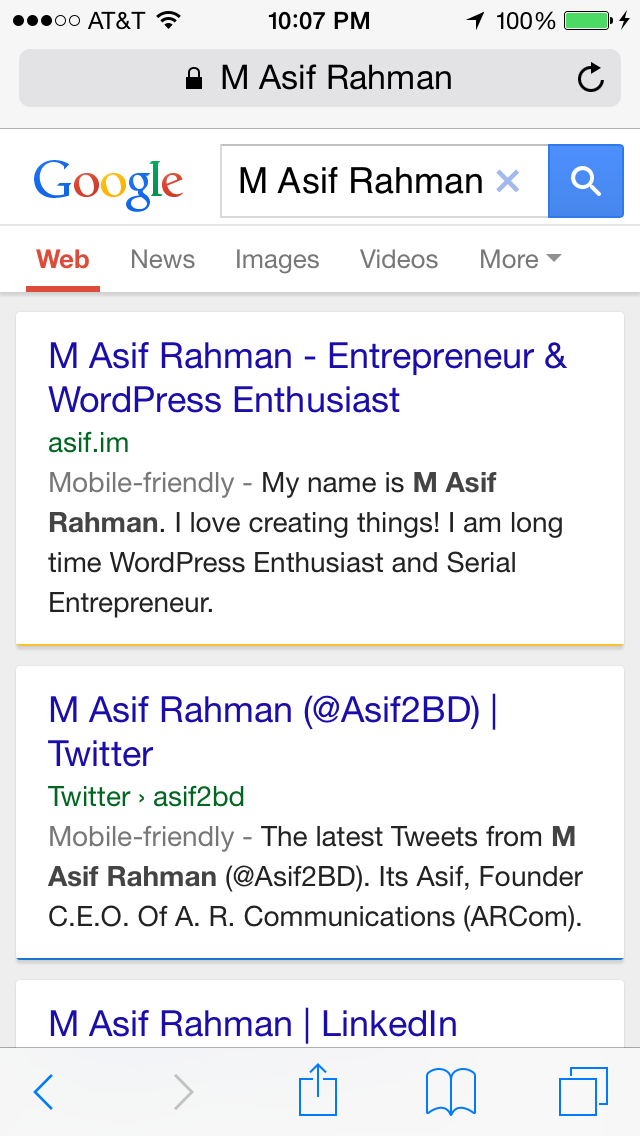 AT&T 10:07 PM 100%
M Asif Rahman
Google M Asif Rahman
Web News Images Videos More
M Asif Rahman - Entrepreneur &
WordPress Enthusiast
asif.im
Mobile-friendly - My name is M Asif
Rahman. I love creating things! I am long
time WordPress Enthusiast and Serial
Entrepreneur.
M Asif Rahman (@Asif2BD) |
Twitter
Twitter › asif2bd
Mobile-friendly - The latest Tweets from M
Asif Rahman (@Asif2BD). Its Asif, Founder
C.E.O. Of A. R. Communications (ARCom).
M Asif Rahman | LinkedIn